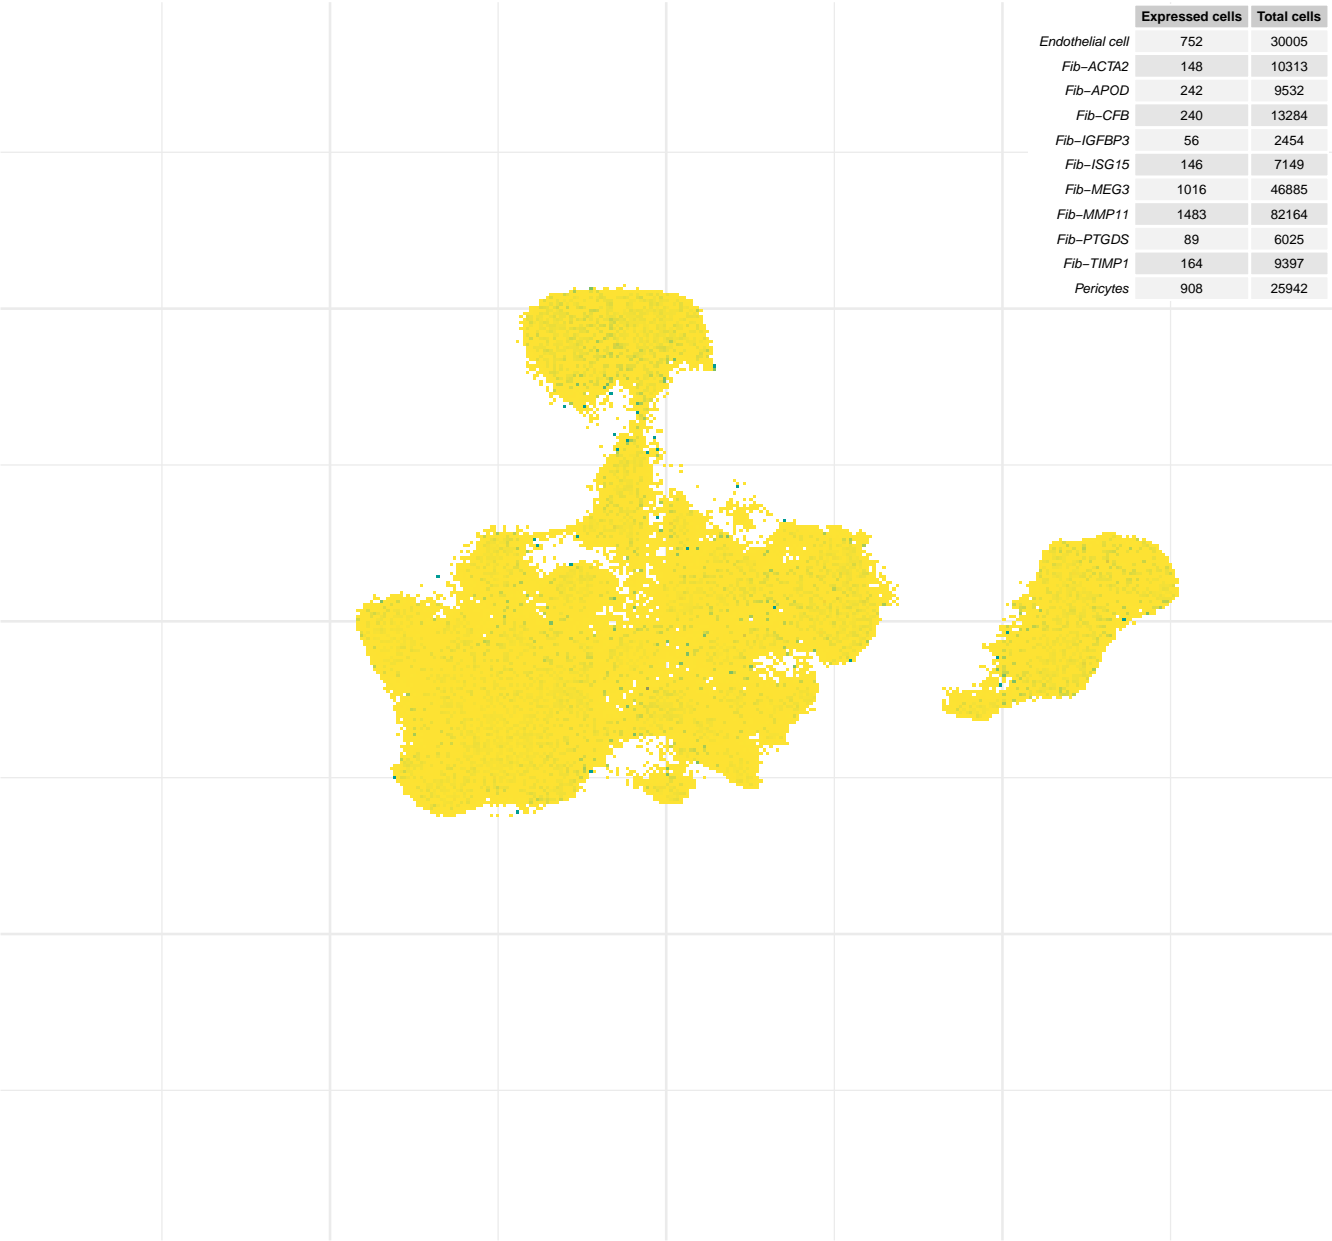 Expressed cells Total cells
Endothelial cell 752 30005
Fib−ACTA2 148 10313
Fib−APOD 242 9532
Fib−CFB 240 13284
Fib−IGFBP3 56 2454
Fib−ISG15 146 7149
Fib−MEG3 1016 46885
Fib−MMP11 1483 82164
Fib−PTGDS 89 6025
Fib−TIMP1 164 9397
Pericytes 908 25942